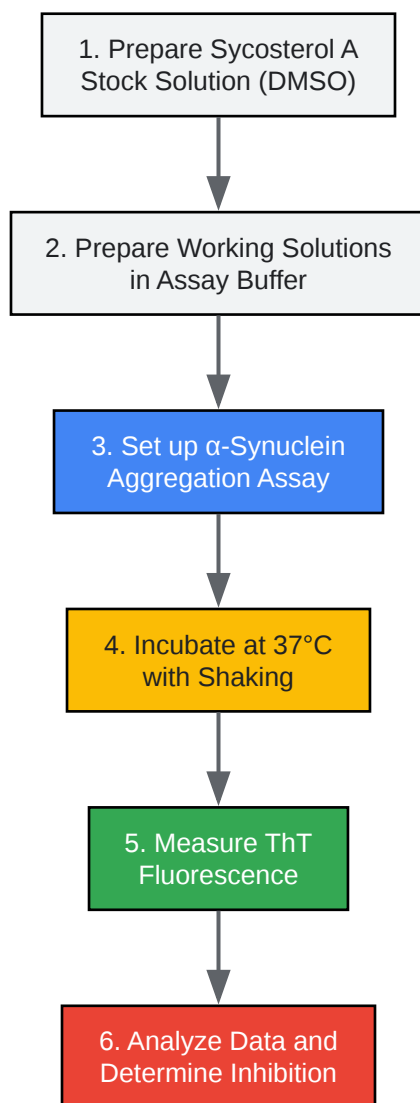 1. Prepare Sycosterol A
Stock Solution (DMSO)
2. Prepare Working Solutions
in Assay Buffer
3. Set up α-Synuclein
Aggregation Assay
4. Incubate at 37°C
with Shaking
5. Measure ThT
Fluorescence
6. Analyze Data and
Determine Inhibition